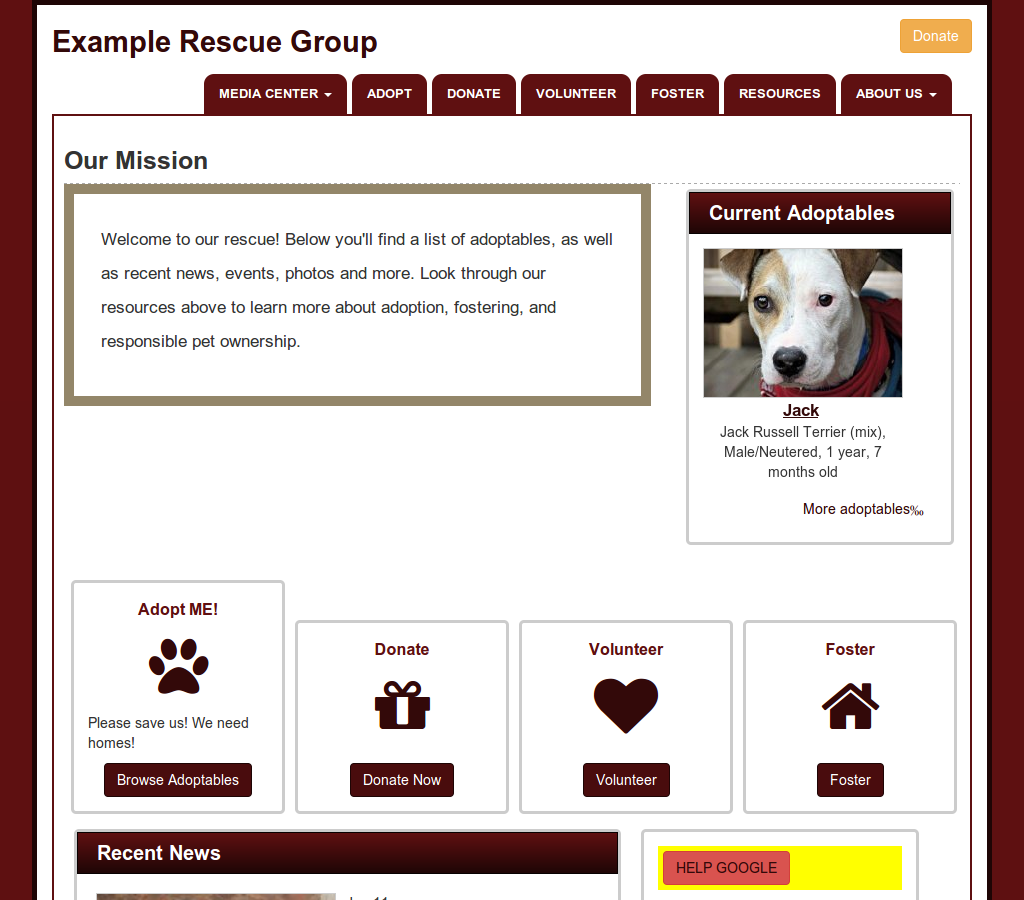 Example Rescue Group
Donate
MEDIA CENTER
ADOPT
DONATE
VOLUNTEER
FOSTER
RESOURCES
ABOUT US
Our Mission
Welcome to our rescue! Below you'll find a list of adoptables, as well
as recent news, events, photos and more. Look through our
resources above to learn more about adoption, fostering, and
responsible pet ownership.
Current Adoptables
Jack
Jack Russell Terrier (mix),
Male/Neutered, 1 year, 7
months old
More adoptables‰
Adopt ME!
Please save us! We need
homes!
Browse Adoptables
Donate
Donate Now
Volunteer
Volunteer
Foster
Foster
Recent News
HELP GOOGLE